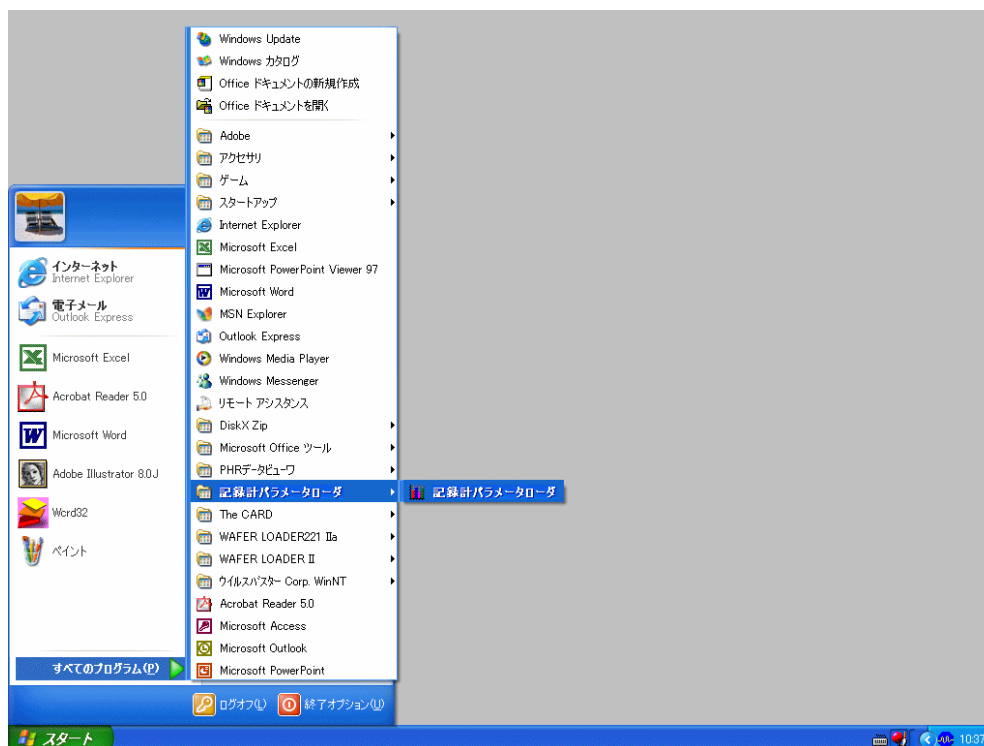 Windows Update
Windows カタログ
Office ドキュメントの新規作成
Office ドキュメントを開く
Adobe
アクセサリ
ゲーム
スタートアップ
Internet Explorer
Microsoft Excel
Microsoft PowerPoint Viewer 97
Microsoft Word
MSN Explorer
Outlook Express
Windows Media Player
Windows Messenger
リモート アシスタンス
DiskX Zip
Microsoft Office ツール
PHRデータビューワ
記録計パラメータローダ
記録計パラメータローダ
The CARD
WAFER LOADER221 IIa
WAFER LOADER II
ウイルスバスター Corp. WinNT
Acrobat Reader 5.0
Microsoft Access
Microsoft Outlook
Microsoft PowerPoint
インターネット
Internet Explorer
電子メール
Outlook Express
Microsoft Excel
Acrobat Reader 5.0
Microsoft Word
Adobe Illustrator 8.0J
Word32
ペイント
すべてのプログラム(P)
ログオフ(L)
終了オプション(U)
スタート
10:37